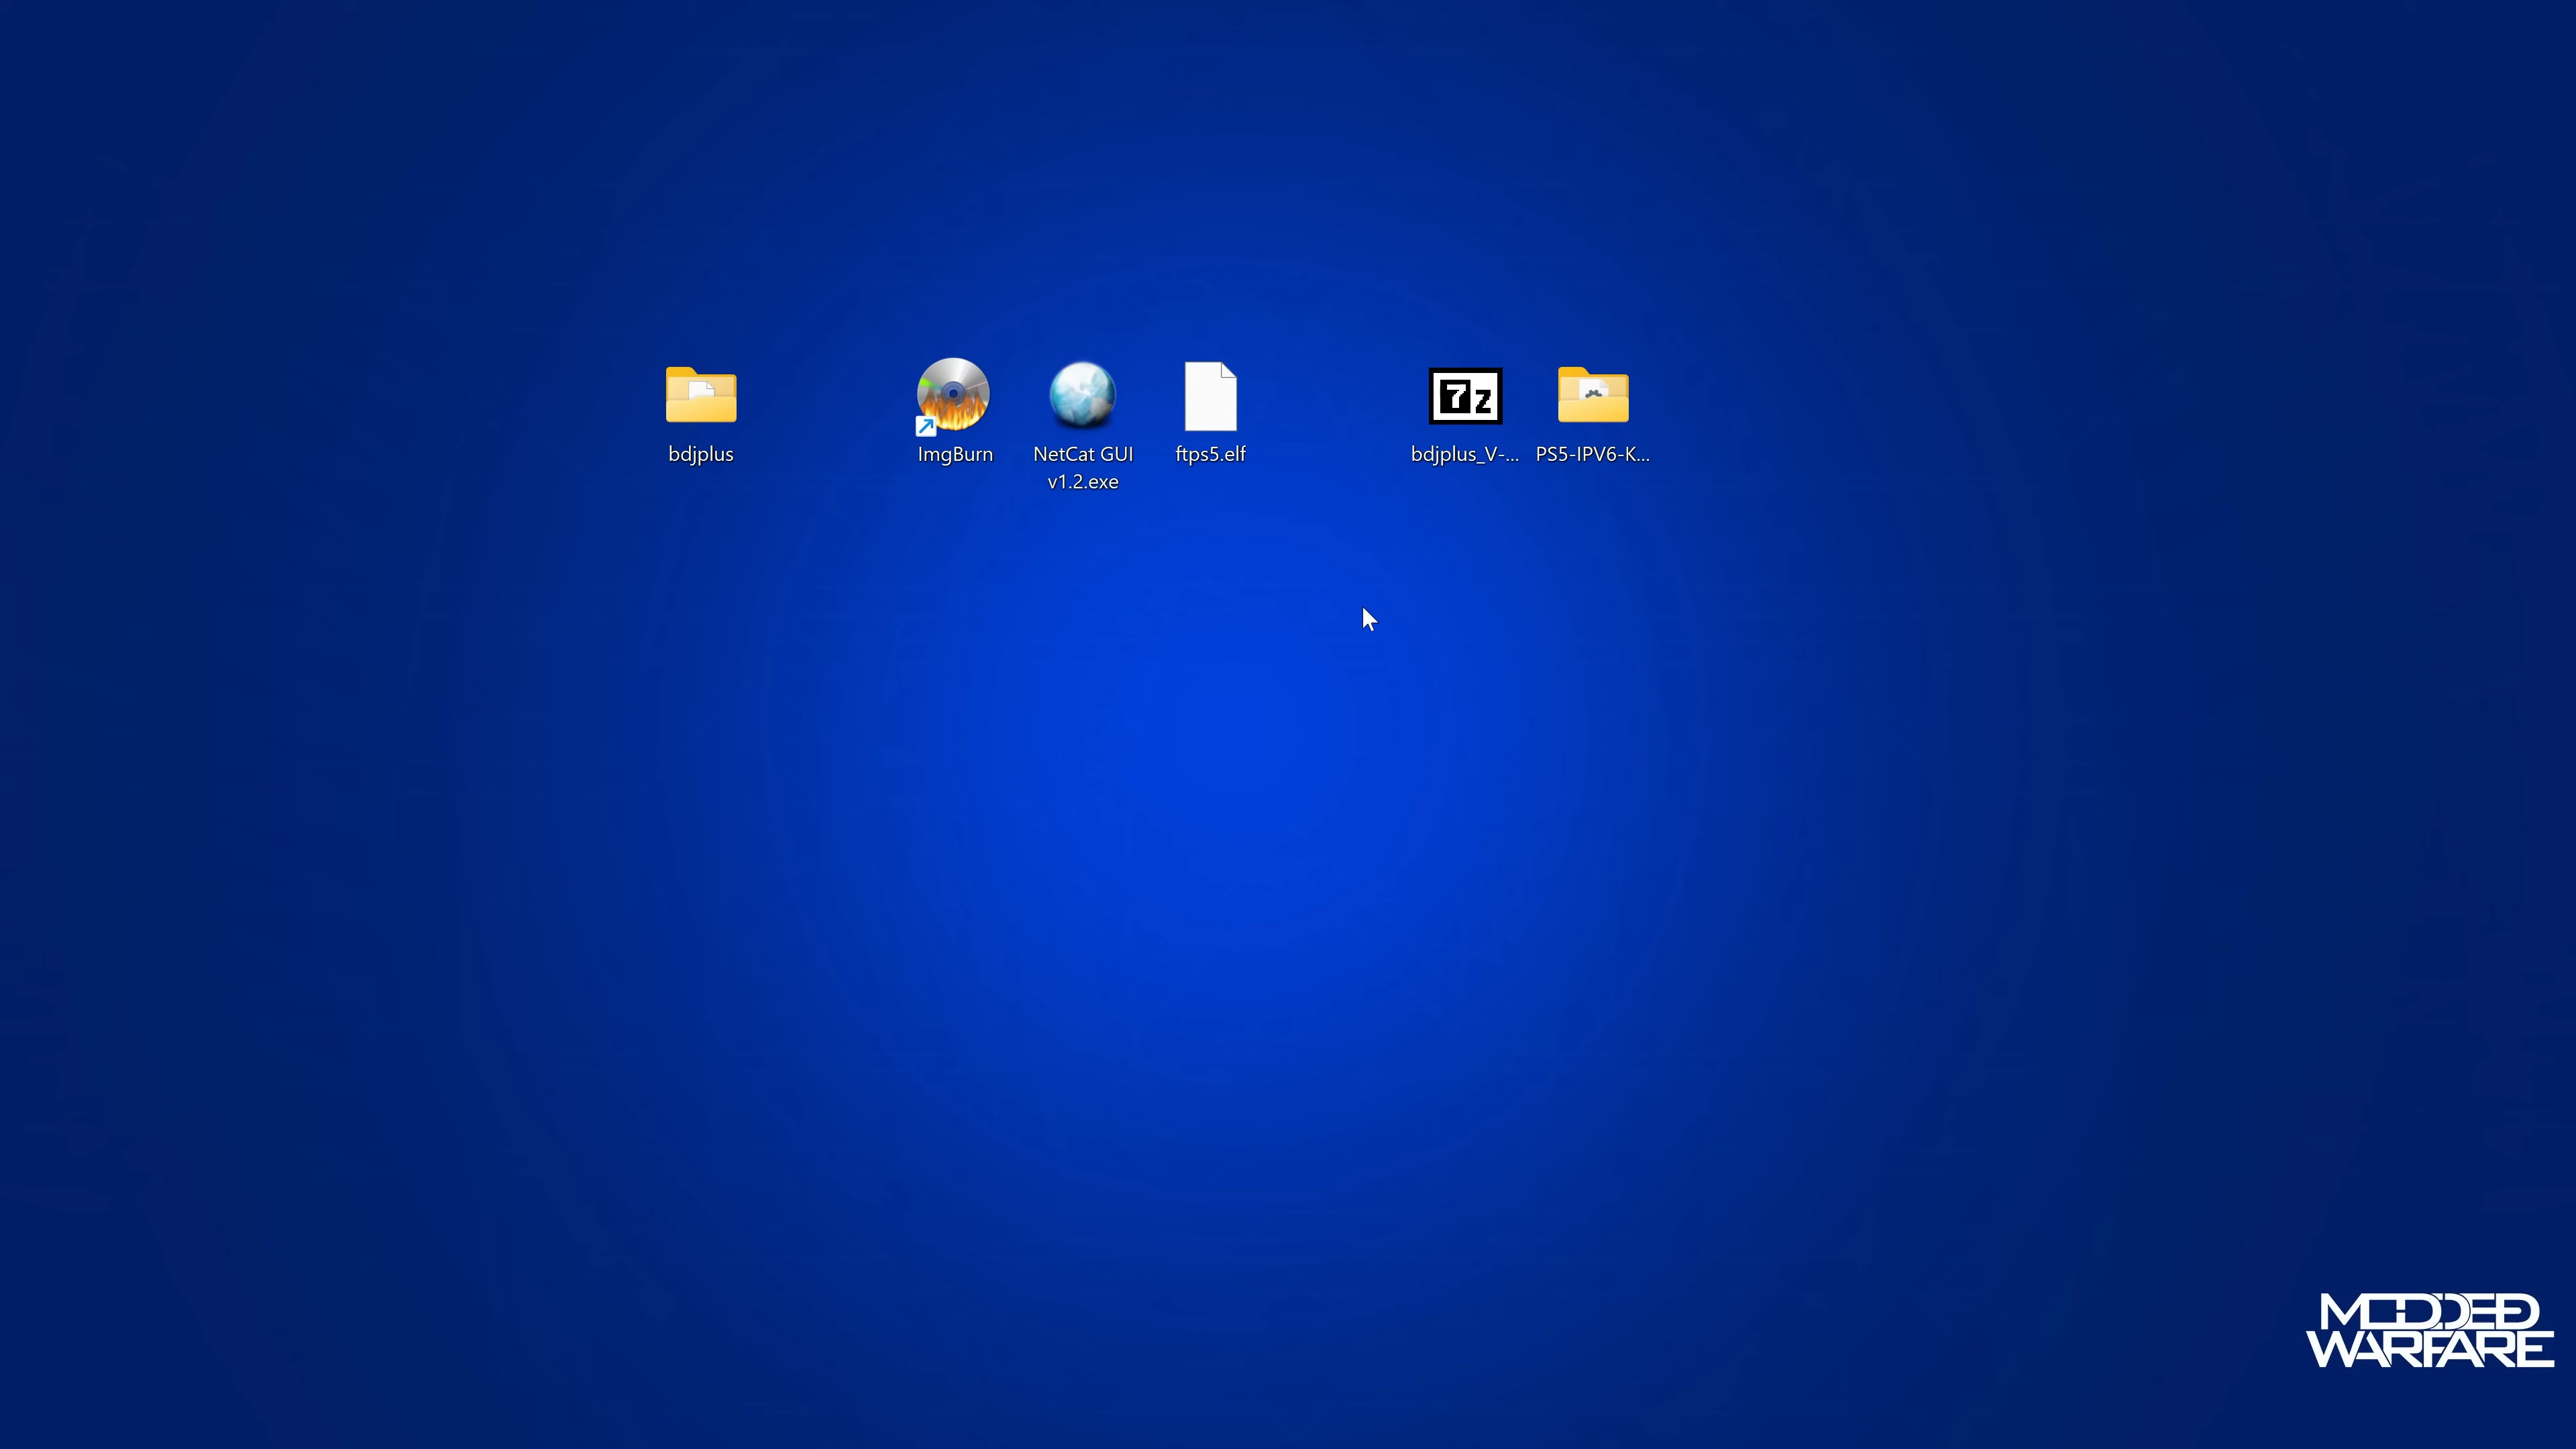 bdjplus
ImgBurn
NetCat GUI
v1.2.exe
ftps5.elf
7z
bdjplus_V-...
PS5-IPV6-K...
MODDED
WARFARE